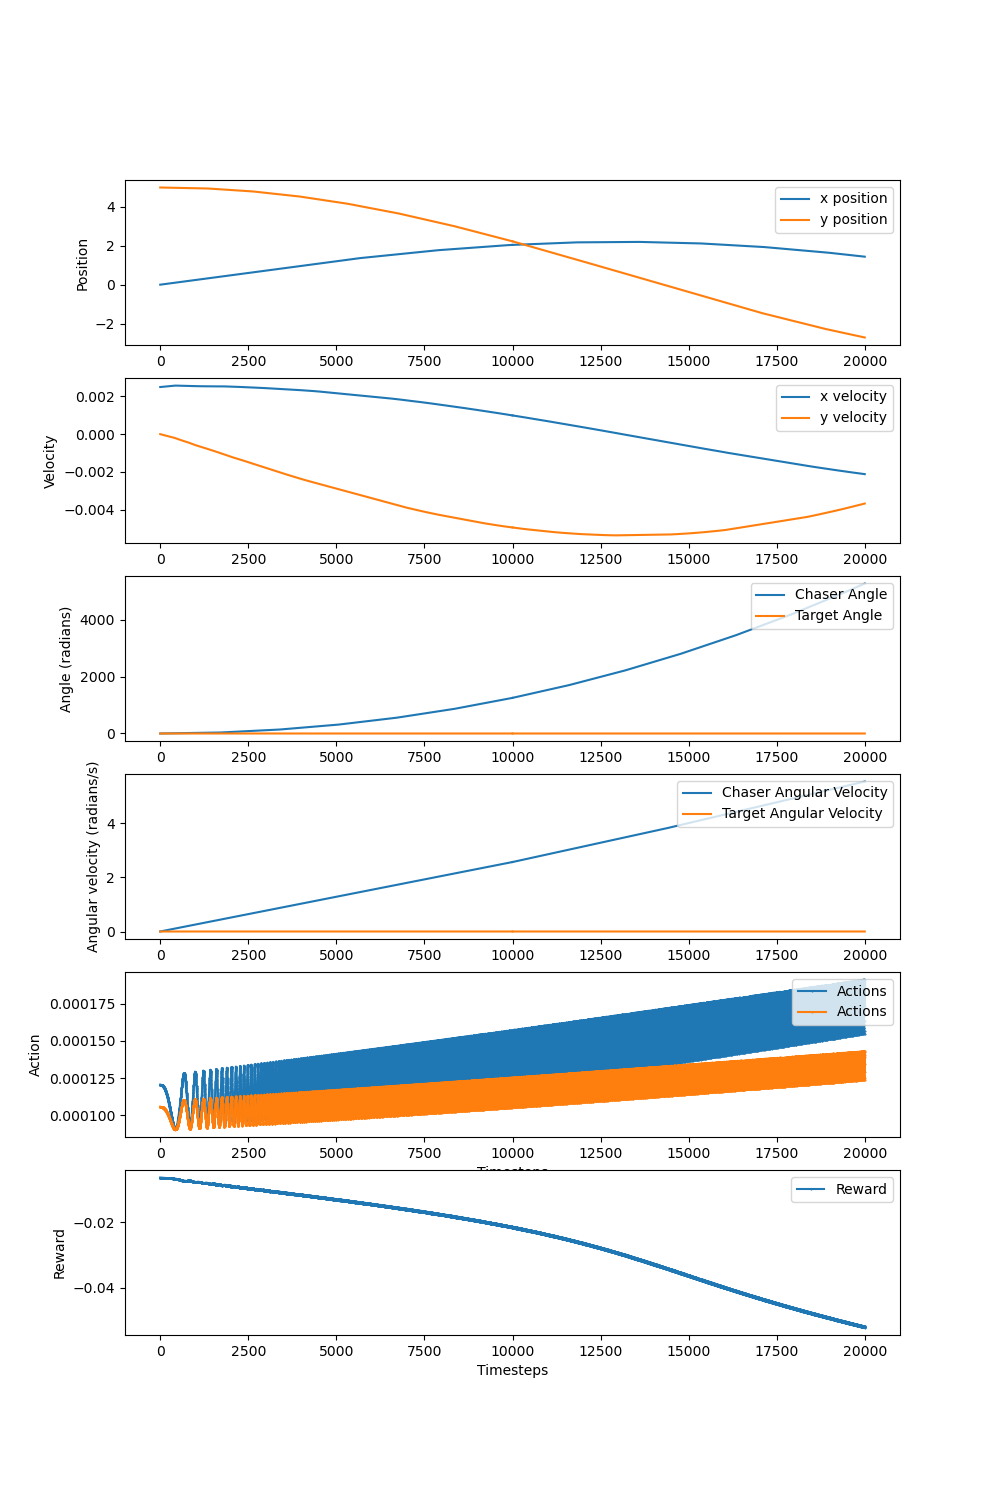 Position
4
2
0
−2
x position
y position
0 2500 5000 7500 10000 12500 15000 17500 20000
Velocity
0.002
0.000
−0.002
−0.004
x velocity
y velocity
0 2500 5000 7500 10000 12500 15000 17500 20000
Angle (radians)
4000
2000
0
Chaser Angle
Target Angle
0 2500 5000 7500 10000 12500 15000 17500 20000
Angular velocity (radians/s)
4
2
0
Chaser Angular Velocity
Target Angular Velocity
0 2500 5000 7500 10000 12500 15000 17500 20000
Action
0.000175
0.000150
0.000125
0.000100
Actions
Actions
0 2500 5000 7500 10000 12500 15000 17500 20000
Timesteps
Reward
−0.02
−0.04
Reward
0 2500 5000 7500 10000 12500 15000 17500 20000
Timesteps